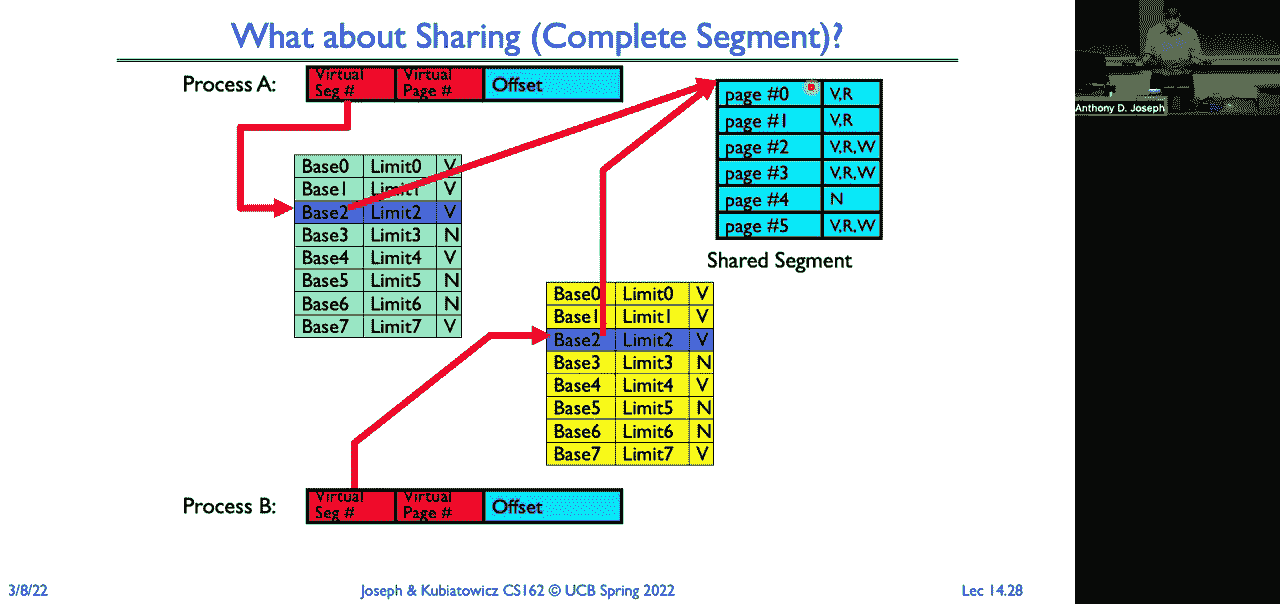 What about Sharing (Complete Segment)?
Process A: Virtual Seg # Virtual Page # Offset
Anthony D. Joseph
page #0 V,R
page #1 V,R
page #2 V,R,W
page #3 V,R,W
page #4 N
page #5 V,R,W
Shared Segment
Base0 Limit0 V
Base1 Limit1 V
Base2 Limit2 V
Base3 Limit3 N
Base4 Limit4 V
Base5 Limit5 N
Base6 Limit6 N
Base7 Limit7 V
Base0 Limit0 V
Base1 Limit1 V
Base2 Limit2 V
Base3 Limit3 N
Base4 Limit4 V
Base5 Limit5 N
Base6 Limit6 N
Base7 Limit7 V
Process B: Virtual Seg # Virtual Page # Offset
3/8/22 Joseph & Kubiatowicz CS162 © UCB Spring 2022 Lec 14.28